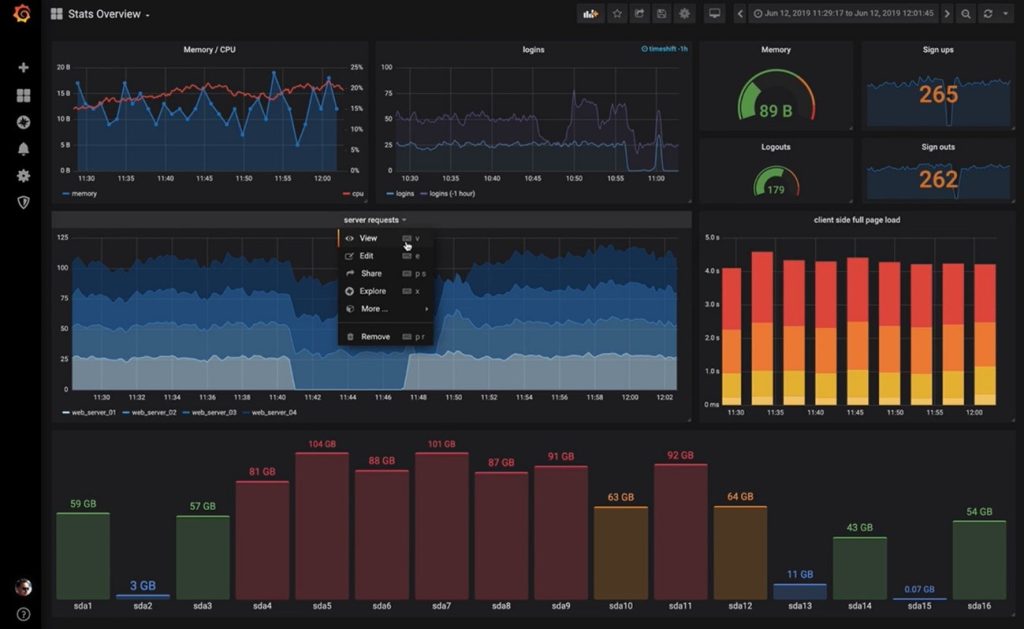 Stats Overview
Jun 12, 2019 11:29:17 to Jun 12, 2019 12:01:45
Memory / CPU
20 B
15 B
10 B
5 B
0 B
25%
20%
15%
10%
5%
0%
11:30 11:35 11:40 11:45 11:50 11:55 12:00
memory cpu
logins
timeshift -1h
100
75
50
25
0
10:30 10:35 10:40 10:45 10:50 10:55 11:00
logins logins (-1 hour)
Memory
89 B
Sign ups
265
Logouts
179
Sign outs
262
server requests
125
100
75
50
25
0
11:30 11:32 11:34 11:36 11:38 11:40 11:42 11:44 11:46 11:48 11:50 11:52 11:54 11:56 11:58 12:00 12:02
web_server_01 web_server_02 web_server_03 web_server_04
View v
Edit e
Share p s
Explore x
More ...
Remove p r
client side full page load
5.0 s
4.0 s
3.0 s
2.0 s
1.0 s
0 ms
11:30 11:35 11:40 11:45 11:50 11:55 12:00
59 GB 3 GB 57 GB 81 GB 104 GB 88 GB 101 GB 87 GB 91 GB 63 GB 92 GB 64 GB 11 GB 43 GB 0.07 GB 54 GB
sda1 sda2 sda3 sda4 sda5 sda6 sda7 sda8 sda9 sda10 sda11 sda12 sda13 sda14 sda15 sda16